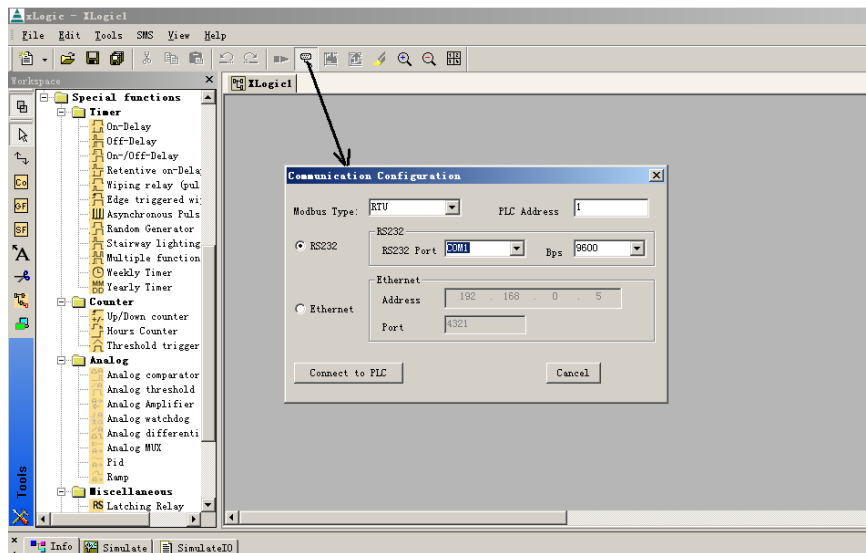 xLogic - XLogic1
File Edit Tools SMS View Help
Workspace
XLogic1
Special functions
Timer
On-Delay
Off-Delay
On-/Off-Delay
Retentive on-Dela
Wiping relay (pul
Edge triggered wi
Asynchronous Puls
Random Generator
Stairway lighting
Multiple function
Weekly Timer
Yearly Timer
Counter
Up/Down counter
Hours Counter
Threshold trigger
Analog
Analog comparator
Analog threshold
Analog Amplifier
Analog watchdog
Analog differenti
Analog MUX
Pid
Ramp
Miscellaneous
RS Latching Relay
Co
GF
SF
A
Tools
Communication Configuration
Modbus Type: RTU PLC Address 1
RS232
RS232 RS232 Port COM1 Bps 9600
Ethernet
Address 192 . 168 . 0 . 5
Ethernet
Port 4321
Connect to PLC Cancel
Info Simulate SimulateIO